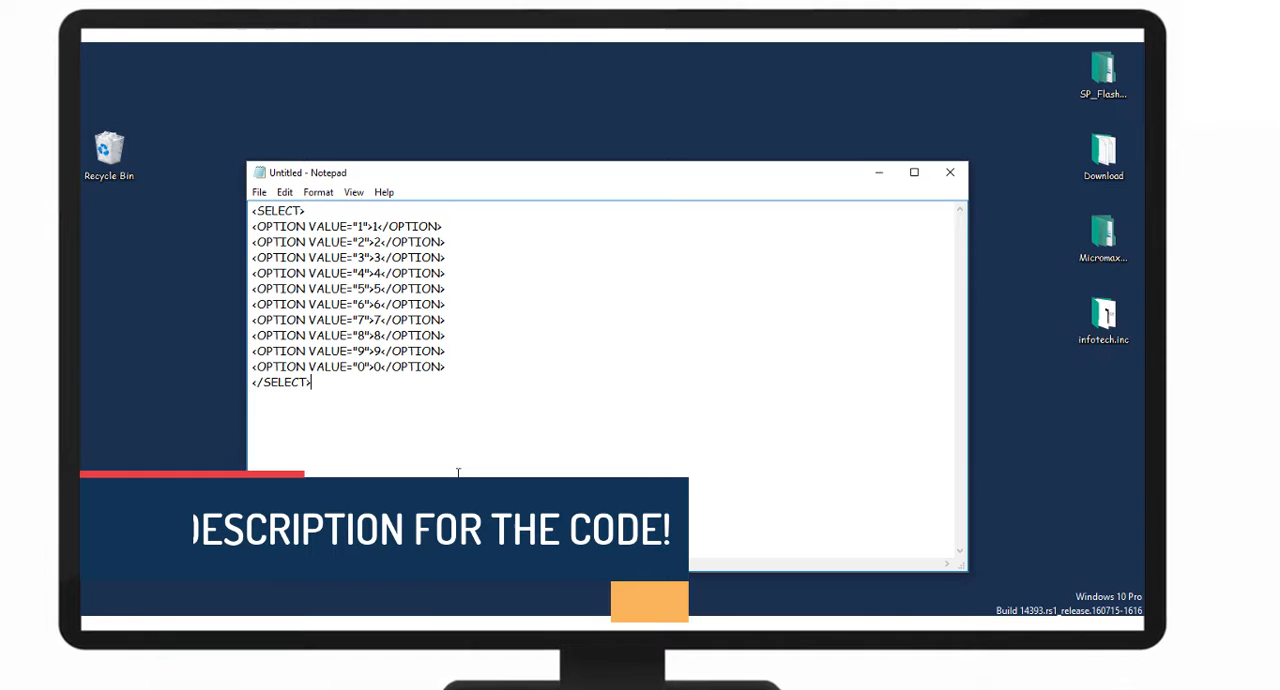 SP_Flash...
Recycle Bin
Download
Micromax...
infotech.inc
Untitled - Notepad
File Edit Format View Help
<SELECT>
<OPTION VALUE="1">1</OPTION>
<OPTION VALUE="2">2</OPTION>
<OPTION VALUE="3">3</OPTION>
<OPTION VALUE="4">4</OPTION>
<OPTION VALUE="5">5</OPTION>
<OPTION VALUE="6">6</OPTION>
<OPTION VALUE="7">7</OPTION>
<OPTION VALUE="8">8</OPTION>
<OPTION VALUE="9">9</OPTION>
<OPTION VALUE="0">0</OPTION>
</SELECT>
DESCRIPTION FOR THE CODE!
Windows 10 Pro
Build 14393.rs1_release.160715-1616